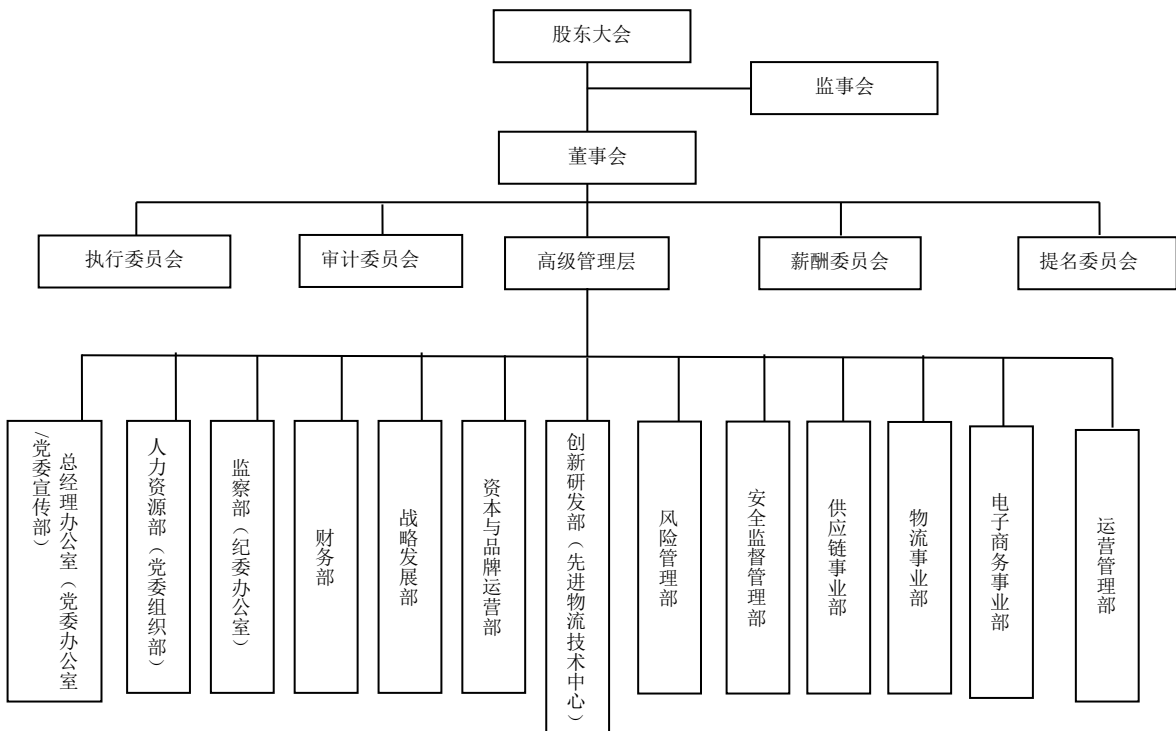 股东大会
监事会
董事会
执行委员会
审计委员会
高级管理层
薪酬委员会
提名委员会
总经理办公室（党委办公室
/党委宣传部）
人力资源部（党委组织部）
监察部（纪委办公室）
财务部
战略发展部
资本与品牌运营部
创新研发部（先进物流技术中心）
风险管理部
安全监督管理部
供应链事业部
物流事业部
电子商务事业部
运营管理部